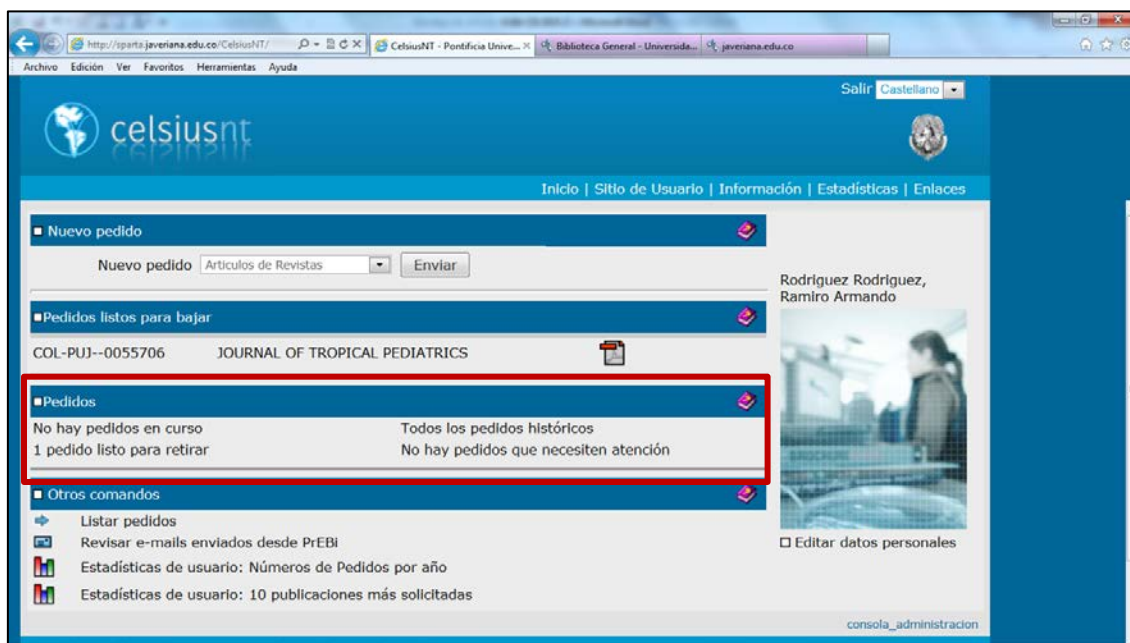 http://sparta.javeriana.edu.co/CelsiusNT/
CelsiusNT - Pontificia Unive...
Biblioteca General - Universida...
javeriana.edu.co
Archivo Edición Ver Favoritos Herramientas Ayuda
Salir Castellano
celsiusnt
Inicio | Sitio de Usuario | Información | Estadísticas | Enlaces
Nuevo pedido
Nuevo pedido Articulos de Revistas Enviar
Rodriguez Rodriguez,
Ramiro Armando
Pedidos listos para bajar
COL-PUJ--0055706 JOURNAL OF TROPICAL PEDIATRICS
Pedidos
No hay pedidos en curso Todos los pedidos históricos
1 pedido listo para retirar No hay pedidos que necesiten atención
Otros comandos
Listar pedidos
Revisar e-mails enviados desde PrEBi
Editar datos personales
Estadísticas de usuario: Números de Pedidos por año
Estadísticas de usuario: 10 publicaciones más solicitadas
consola_administracion